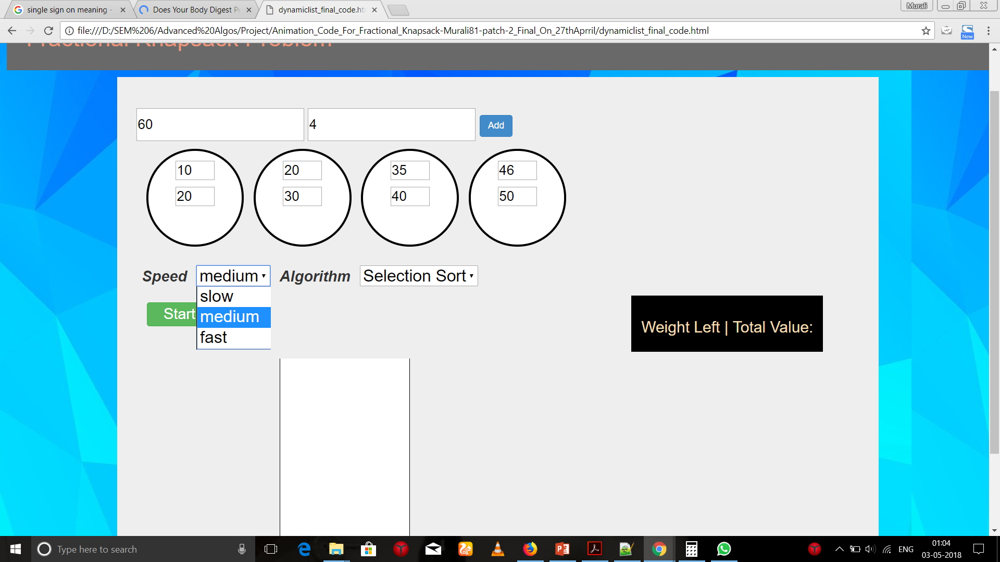 single sign on meaning -
Does Your Body Digest P
dynamiclist_final_code.ht
Murali
file:///D:/SEM%206/Advanced%20Algos/Project/Animation_Code_For_Fractional_Knapsack-Murali81-patch-2_Final_On_27thAprril/dynamiclist_final_code.html
New
Fractional Knapsack Problem
60
4
Add
10
20
35
46
20
30
40
50
Speed
medium
Algorithm
Selection Sort
slow
medium
fast
Start
Weight Left | Total Value:
Type here to search
ENG
01:04
03-05-2018